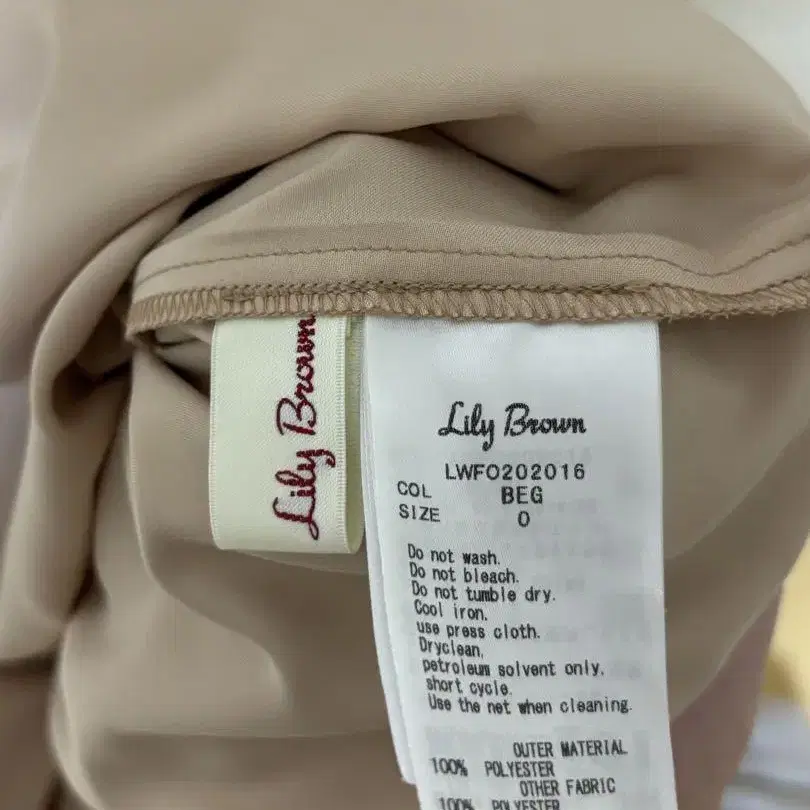 Lily Brown
Lily Brown
LWFO202016
COL BEG
SIZE 0
Do not wash.
Do not bleach.
Do not tumble dry.
Cool iron.
use press cloth.
Dryclean,
petroleum solvent only,
short cycle.
Use the net when cleaning.
OUTER MATERIAL
100% POLYESTER
OTHER FABRIC
100% POLYESTER